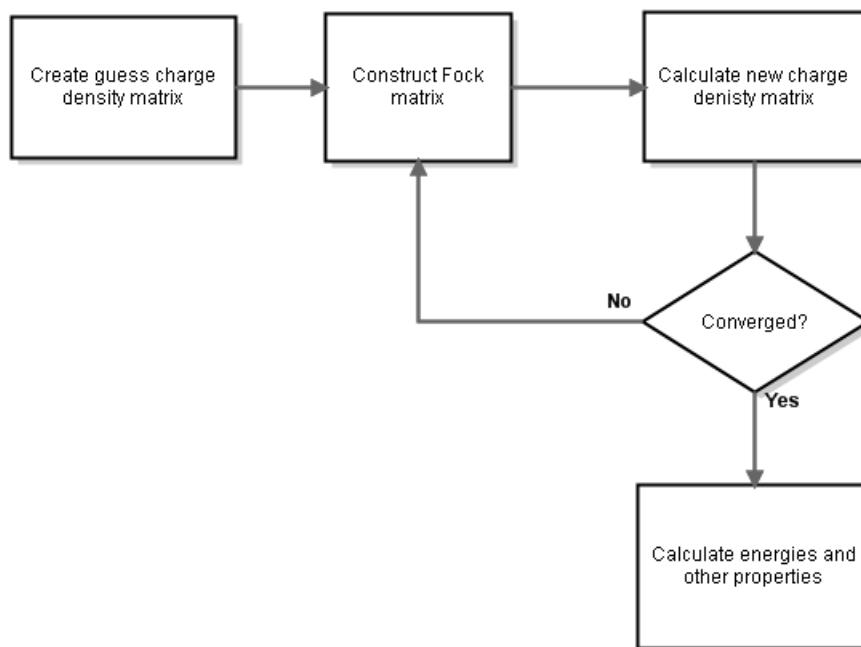 Create guess charge
density matrix
Construct Fock
matrix
Calculate new charge
denisty matrix
No
Converged?
Yes
Calculate energies and
other properties